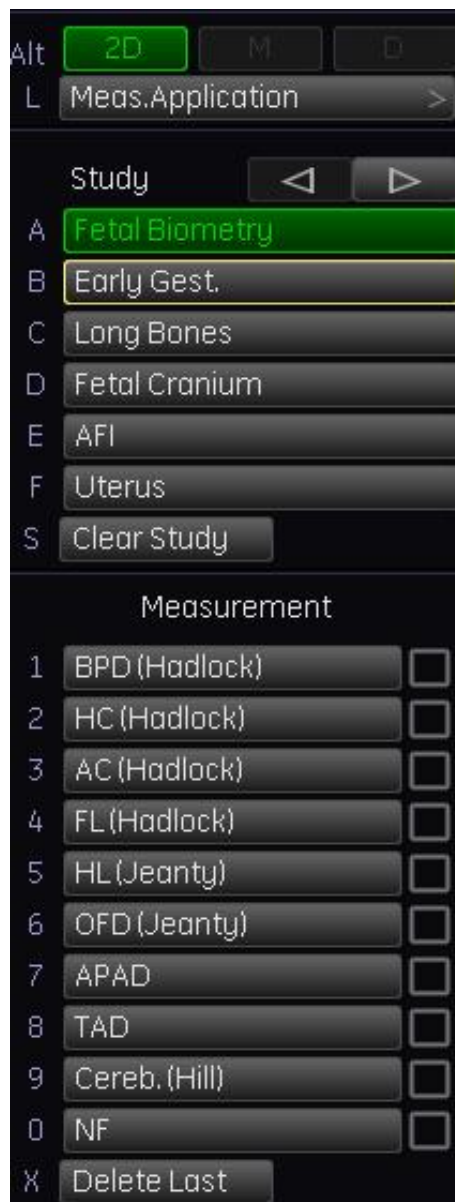 Alt 2D M D
L Meas.Application >
Study
A Fetal Biometry
B Early Gest.
C Long Bones
D Fetal Cranium
E AFI
F Uterus
S Clear Study
Measurement
1 BPD (Hadlock)
2 HC (Hadlock)
3 AC (Hadlock)
4 FL (Hadlock)
5 HL (Jeanty)
6 OFD (Jeanty)
7 APAD
8 TAD
9 Cereb. (Hill)
0 NF
X Delete Last